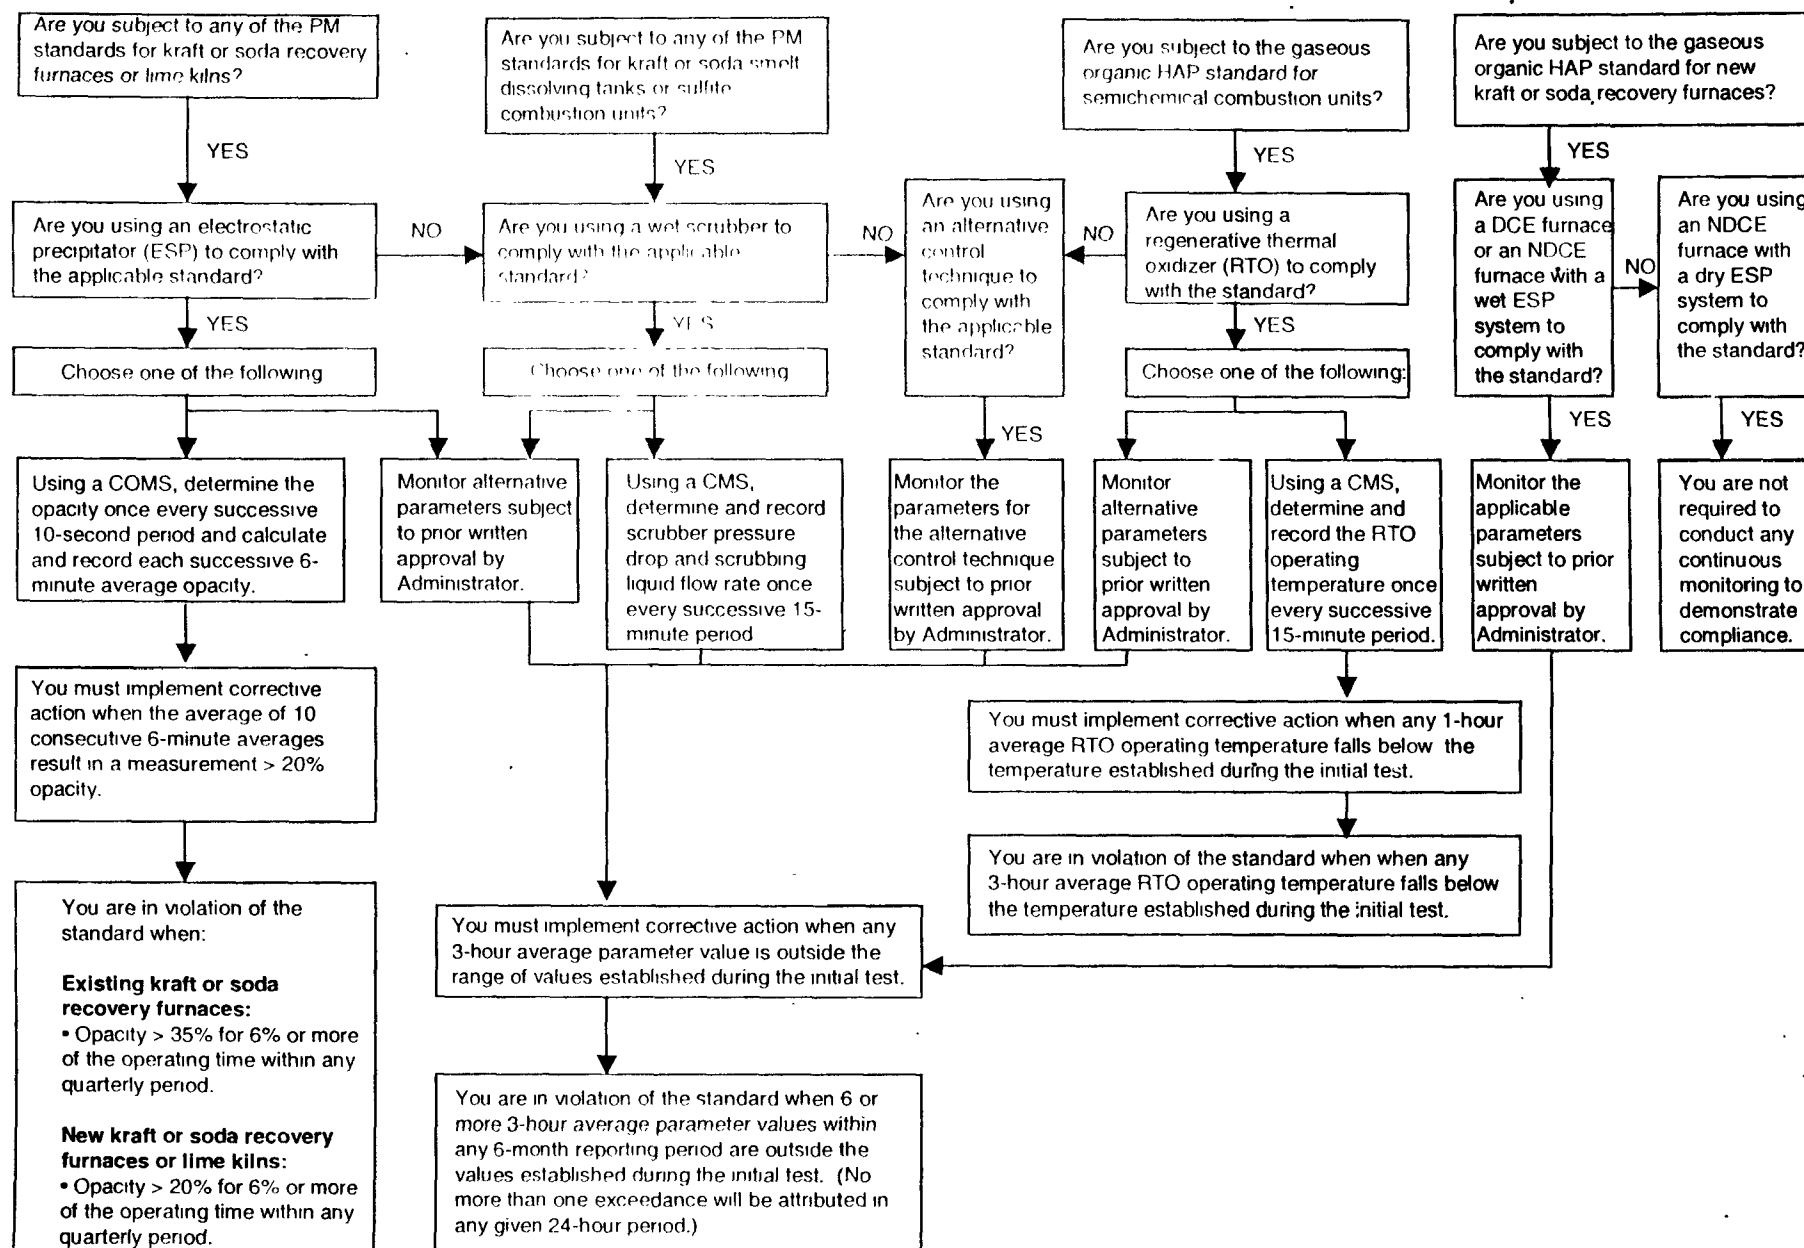 Are you subject to any of the PM
standards for kraft or soda recovery
furnaces or lime kilns?
Are you subject to any of the PM
standards for kraft or soda smelt
dissolving tanks or sulfite
combustion units?
Are you subject to the gaseous
organic HAP standard for
semichemical combustion units?
Are you subject to the gaseous
organic HAP standard for new
kraft or soda recovery furnaces?
YES
YES
YES
YES
Are you using an electrostatic
precipitator (ESP) to comply with
the applicable standard?
NO
Are you using a wet scrubber to
comply with the applicable
standard?
NO
Are you using
an alternative
control
technique to
comply with
the applicable
standard?
NO
Are you using a
regenerative thermal
oxidizer (RTO) to comply
with the standard?
Are you using
a DCE furnace
or an NDCE
furnace with a
wet ESP
system to
comply with
the standard?
NO
Are you using
an NDCE
furnace with
a dry ESP
system to
comply with
the standard?
YES
YES
YES
Choose one of the following
Choose one of the following
Choose one of the following:
YES
YES
YES
Using a COMS, determine the
opacity once every successive
10-second period and calculate
and record each successive 6-
minute average opacity.
Monitor alternative
parameters subject
to prior written
approval by
Administrator.
Using a CMS,
determine and record
scrubber pressure
drop and scrubbing
liquid flow rate once
every successive 15-
minute period
Monitor the
parameters for
the alternative
control technique
subject to prior
written approval
by Administrator.
Monitor
alternative
parameters
subject to
prior written
approval by
Administrator.
Using a CMS,
determine and
record the RTO
operating
temperature once
every successive
15-minute period.
Monitor the
applicable
parameters
subject to prior
written
approval by
Administrator.
You are not
required to
conduct any
continuous
monitoring to
demonstrate
compliance.
You must implement corrective
action when the average of 10
consecutive 6-minute averages
result in a measurement > 20%
opacity.
You must implement corrective action when any 1-hour
average RTO operating temperature falls below the
temperature established during the initial test.
You are in violation of the standard when when any
3-hour average RTO operating temperature falls below
the temperature established during the initial test.
You are in violation of the
standard when:
Existing kraft or soda
recovery furnaces:
• Opacity > 35% for 6% or more
of the operating time within any
quarterly period.
New kraft or soda recovery
furnaces or lime kilns:
• Opacity > 20% for 6% or more
of the operating time within any
quarterly period.
You must implement corrective action when any
3-hour average parameter value is outside the
range of values established during the initial test.
You are in violation of the standard when 6 or
more 3-hour average parameter values within
any 6-month reporting period are outside the
values established during the initial test. (No
more than one exceedance will be attributed in
any given 24-hour period.)